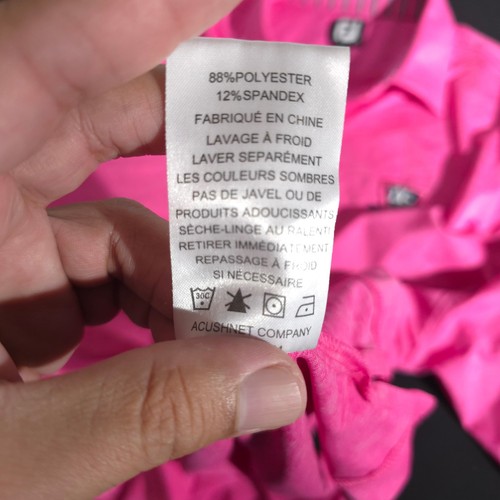 88%POLYESTER
12%SPANDEX
FABRIQUÉ EN CHINE
LAVAGE À FROID
LAVER SEPARÉMENT
LES COULEURS SOMBRES
PAS DE JAVEL OU DE
PRODUITS ADOUCISSANTS
SÈCHE-LINGE AU RALENTI
RETIRER IMMÉDIATEMENT
REPASSAGE À FROID
SI NÉCESSAIRE
30C
ACUSHNET COMPANY